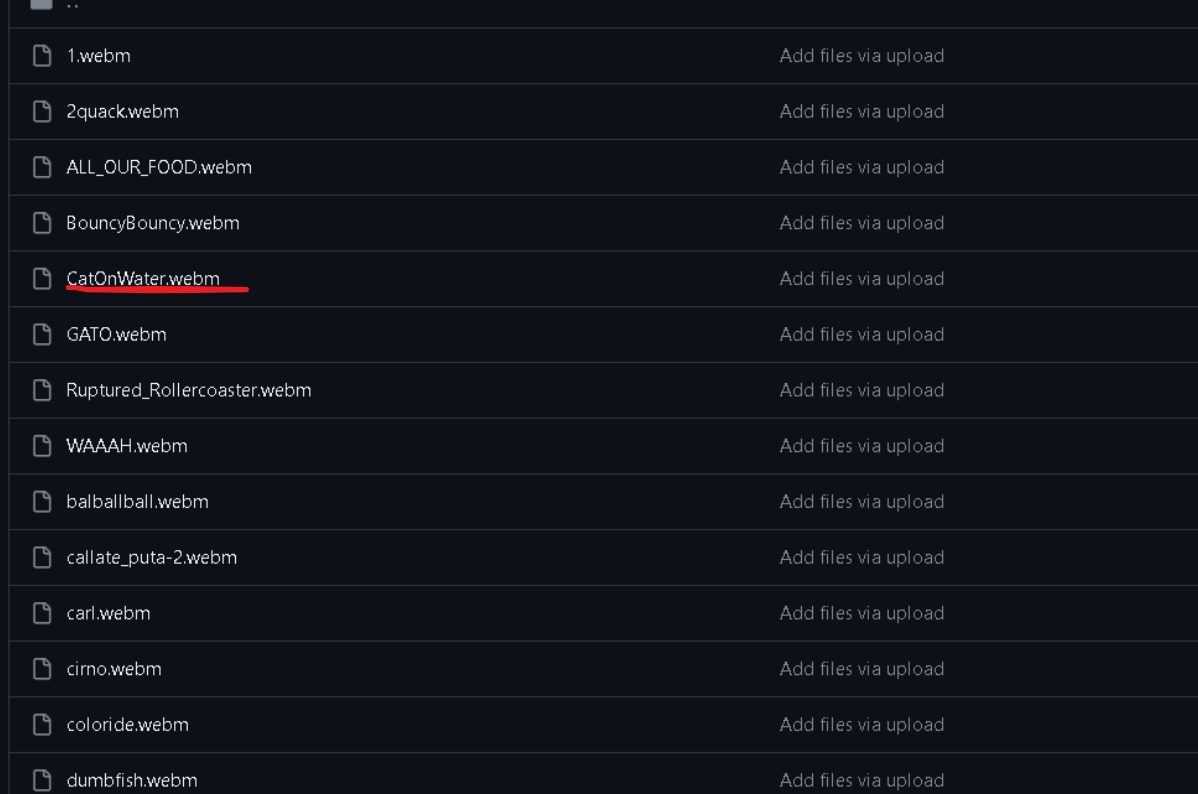 ..
1.webm Add files via upload
2quack.webm Add files via upload
ALL_OUR_FOOD.webm Add files via upload
BouncyBouncy.webm Add files via upload
CatOnWater.webm Add files via upload
GATO.webm Add files via upload
Ruptured_Rollercoaster.webm Add files via upload
WAAAH.webm Add files via upload
balballball.webm Add files via upload
callate_puta-2.webm Add files via upload
carl.webm Add files via upload
cirno.webm Add files via upload
coloride.webm Add files via upload
dumbfish.webm Add files via upload